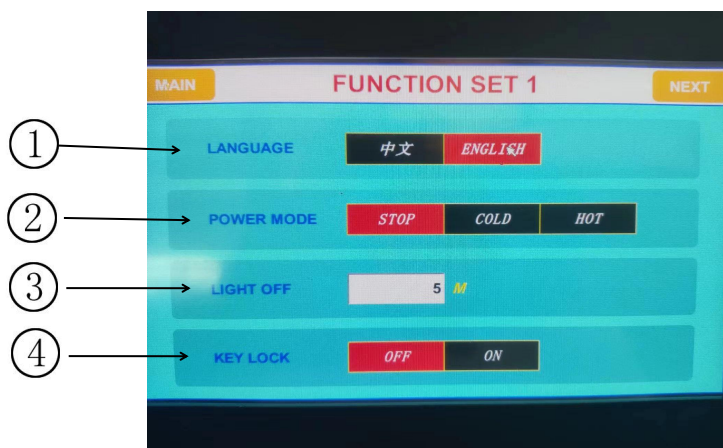 MAIN FUNCTION SET 1 NEXT
① LANGUAGE 中文 ENGLISH
② POWER MODE STOP COLD HOT
③ LIGHT OFF 5 M
④ KEY LOCK OFF ON